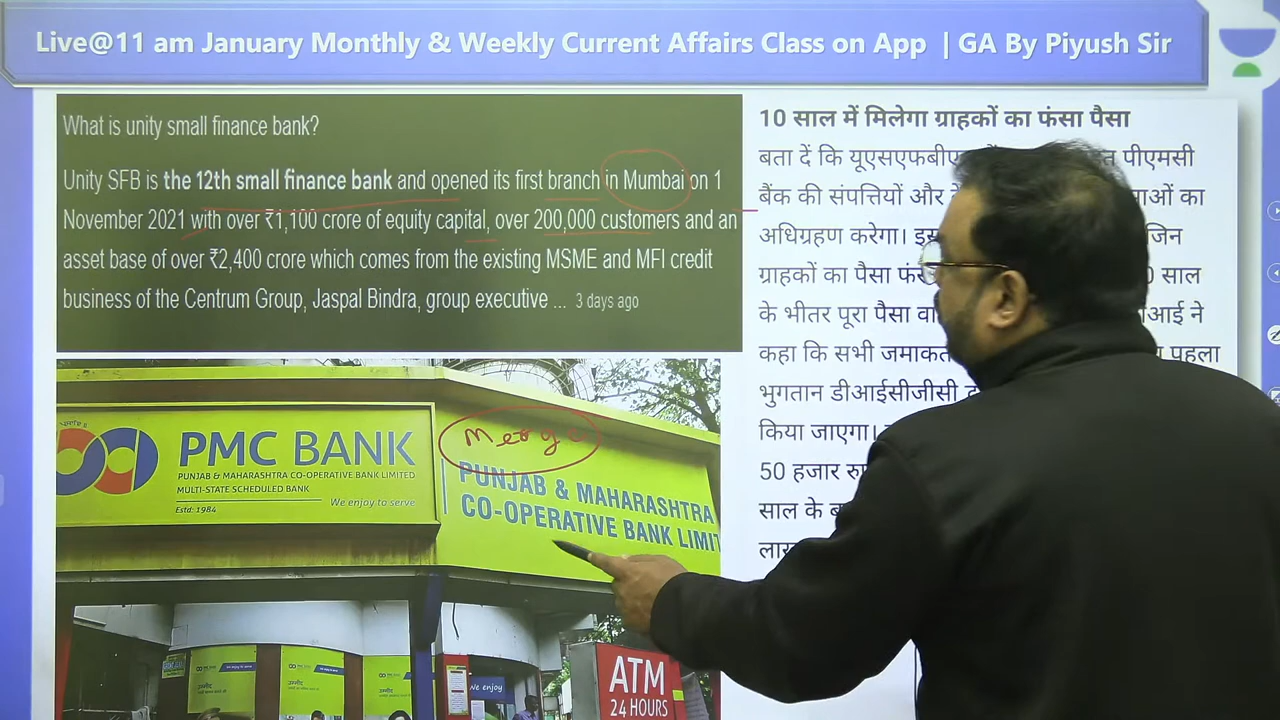 Live@11 am January Monthly & Weekly Current Affairs Class on App | GA By Piyush Sir
What is unity small finance bank?
Unity SFB is the 12th small finance bank and opened its first branch in Mumbai on 1
November 2021 with over ₹1,100 crore of equity capital, over 200,000 customers and an
asset base of over ₹2,400 crore which comes from the existing MSME and MFI credit
business of the Centrum Group, Jaspal Bindra, group executive ... 3 days ago
PMC BANK
PUNJAB & MAHARASHTRA CO-OPERATIVE BANK LIMITED
MULTI-STATE SCHEDULED BANK
We enjoy to serve
Estd: 1984
Merge
PUNJAB & MAHARASHTRA
CO-OPERATIVE BANK LIMIT
We enjoy
ATM
24 HOURS
10 साल में मिलेगा ग्राहकों का फंसा पैसा
बता दें कि यूएसएफबीए पीएमसी
बैंक की संपत्तियों और का
अधिग्रहण करेगा। जिन
ग्राहकों का पैसा साल
के भीतर पूरा पैसा ने
कहा कि सभी पहला
भुगतान डीआईसीजीसी
किया जाएगा।
50 हजार
साल के